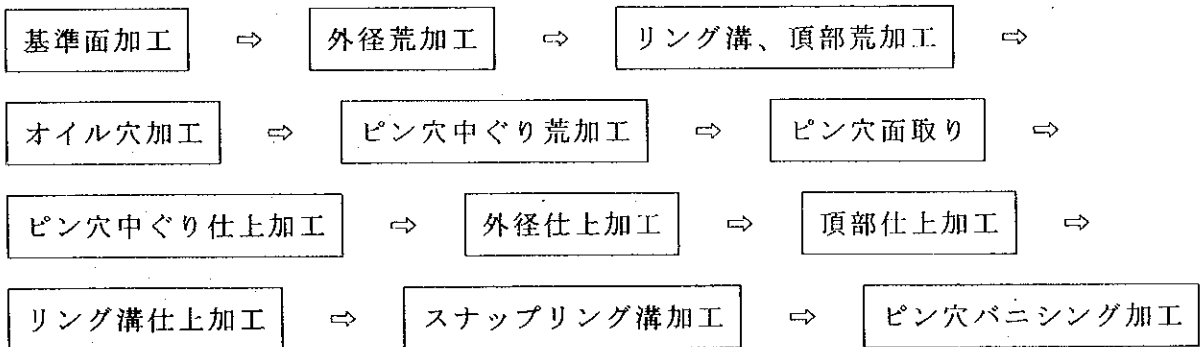 基準面加工 ⇨ 外径荒加工 ⇨ リング溝、頂部荒加工 ⇨
オイル穴加工 ⇨ ピン穴中ぐり荒加工 ⇨ ピン穴面取り ⇨
ピン穴中ぐり仕上加工 ⇨ 外径仕上加工 ⇨ 頂部仕上加工 ⇨
リング溝仕上加工 ⇨ スナップリング溝加工 ⇨ ピン穴バニシング加工